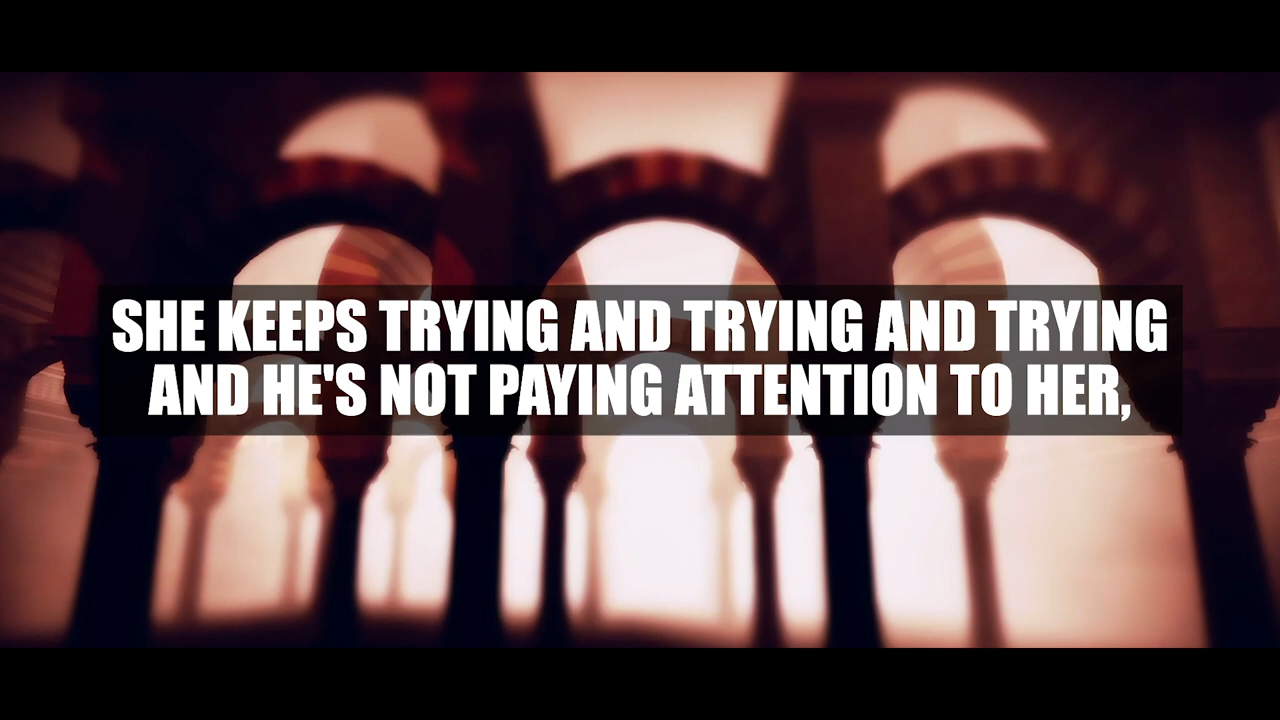 SHE KEEPS TRYING AND TRYING AND TRYING
AND HE'S NOT PAYING ATTENTION TO HER,